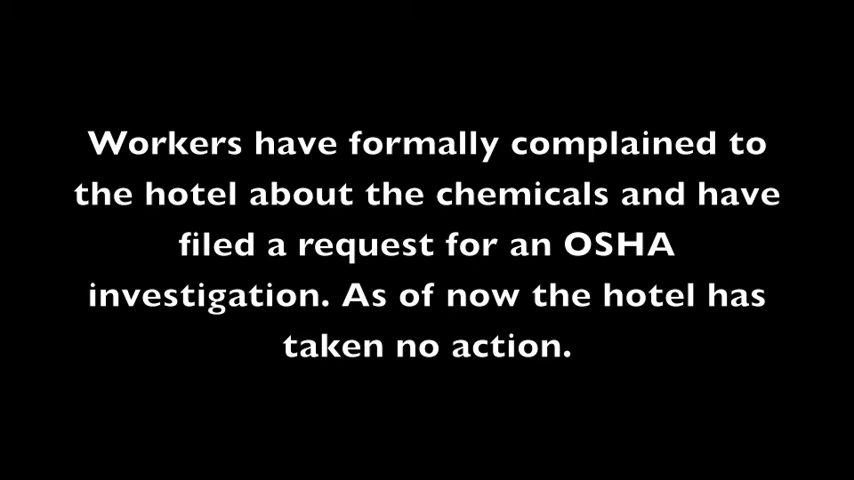 Workers have formally complained to
the hotel about the chemicals and have
filed a request for an OSHA
investigation. As of now the hotel has
taken no action.